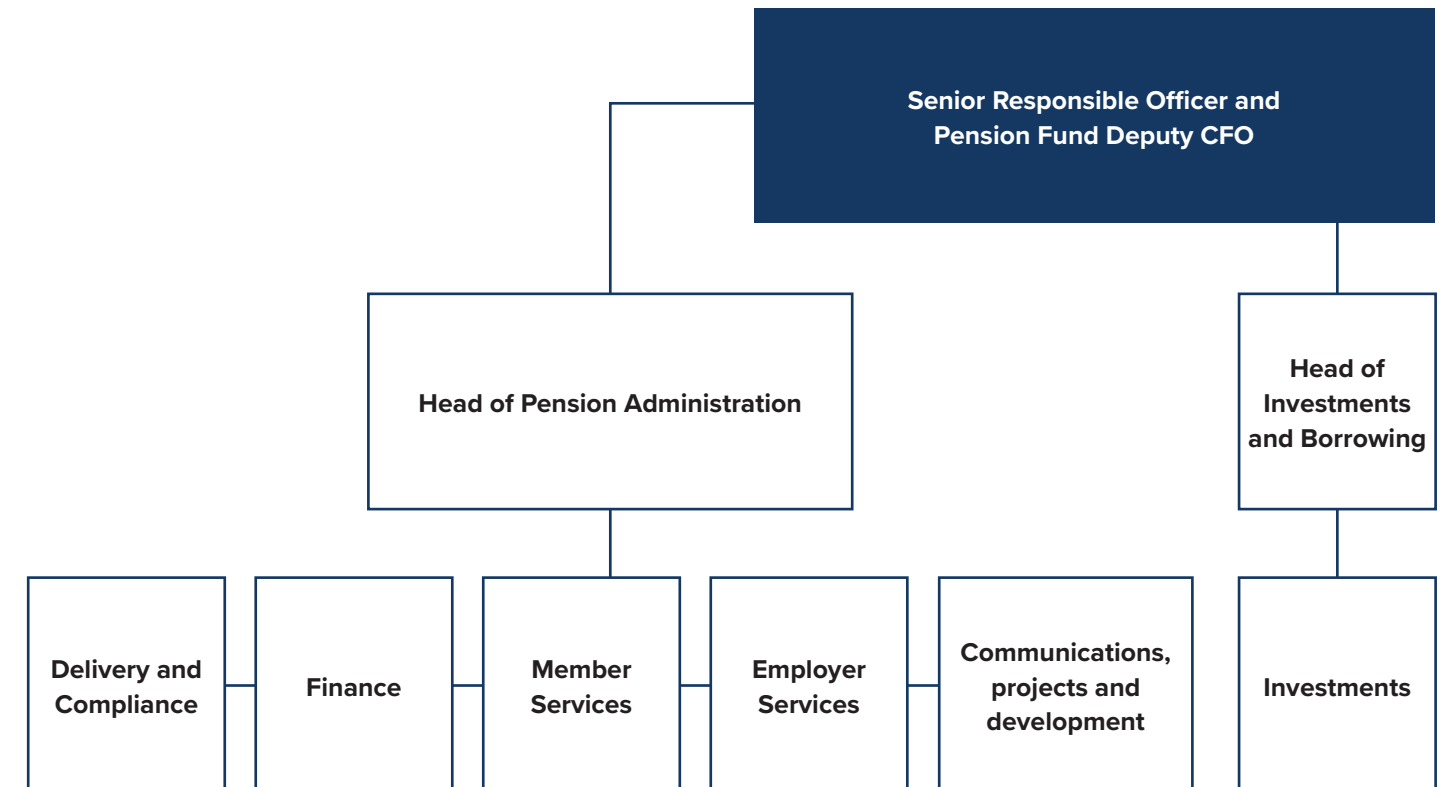 Senior Responsible Officer and
Pension Fund Deputy CFO
Head of Pension Administration
Head of
Investments
and Borrowing
Delivery and
Compliance
Finance
Member
Services
Employer
Services
Communications,
projects and
development
Investments